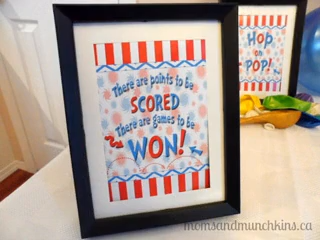 There are points to be
SCORED
There are games to be
WON!
HOP
on
POP!
momsandmunchkins.ca